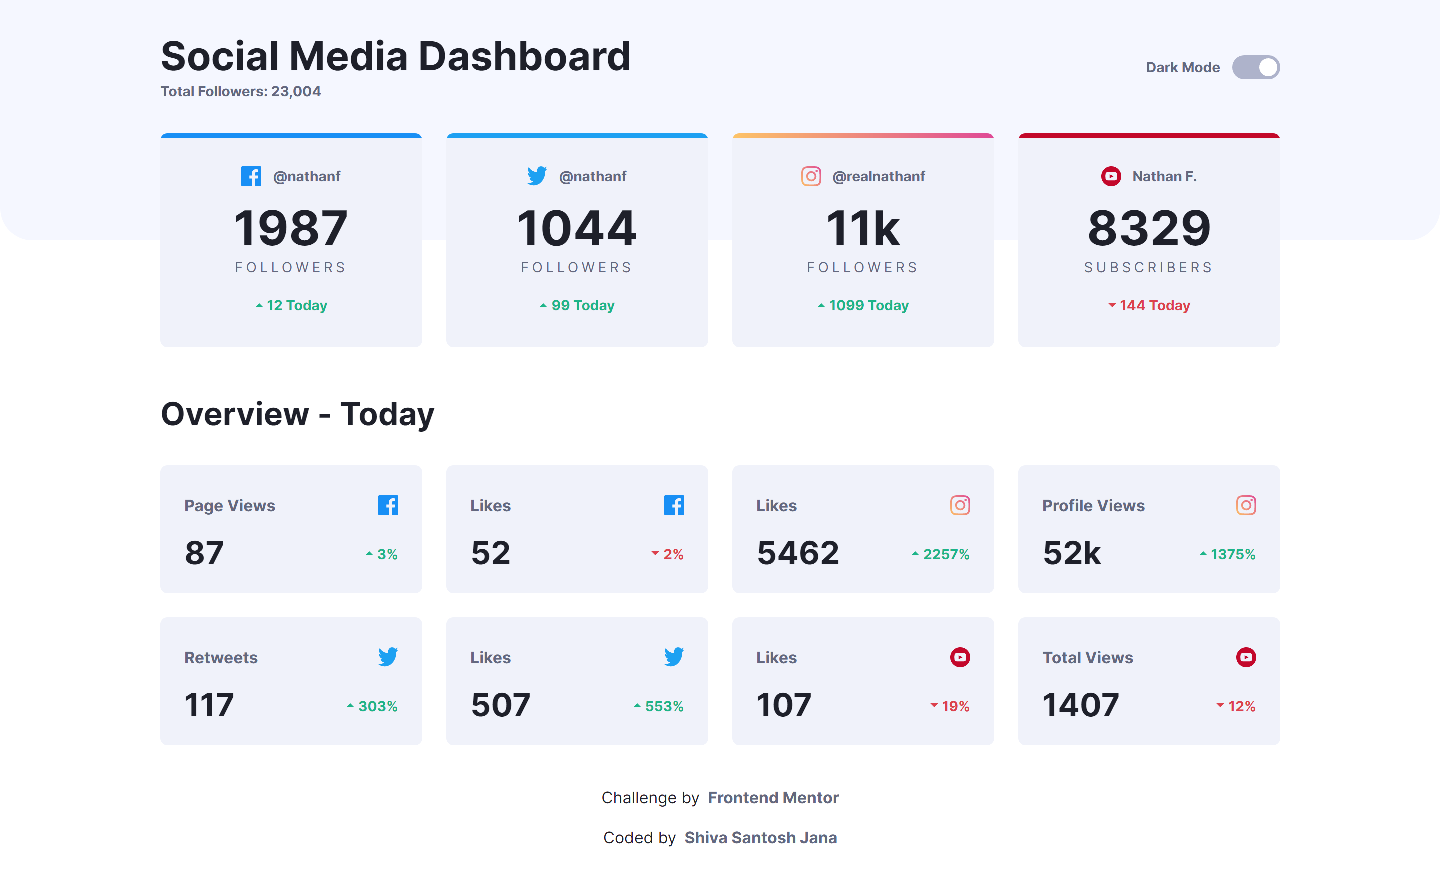 Social Media Dashboard
Total Followers: 23,004
Dark Mode
@nathanf
1987
FOLLOWERS
12 Today
@nathanf
1044
FOLLOWERS
99 Today
@realnathanf
11k
FOLLOWERS
1099 Today
Nathan F.
8329
SUBSCRIBERS
144 Today
Overview - Today
Page Views
87
3%
Likes
52
2%
Likes
5462
2257%
Profile Views
52k
1375%
Retweets
117
303%
Likes
507
553%
Likes
107
19%
Total Views
1407
12%
Challenge by Frontend Mentor
Coded by Shiva Santosh Jana